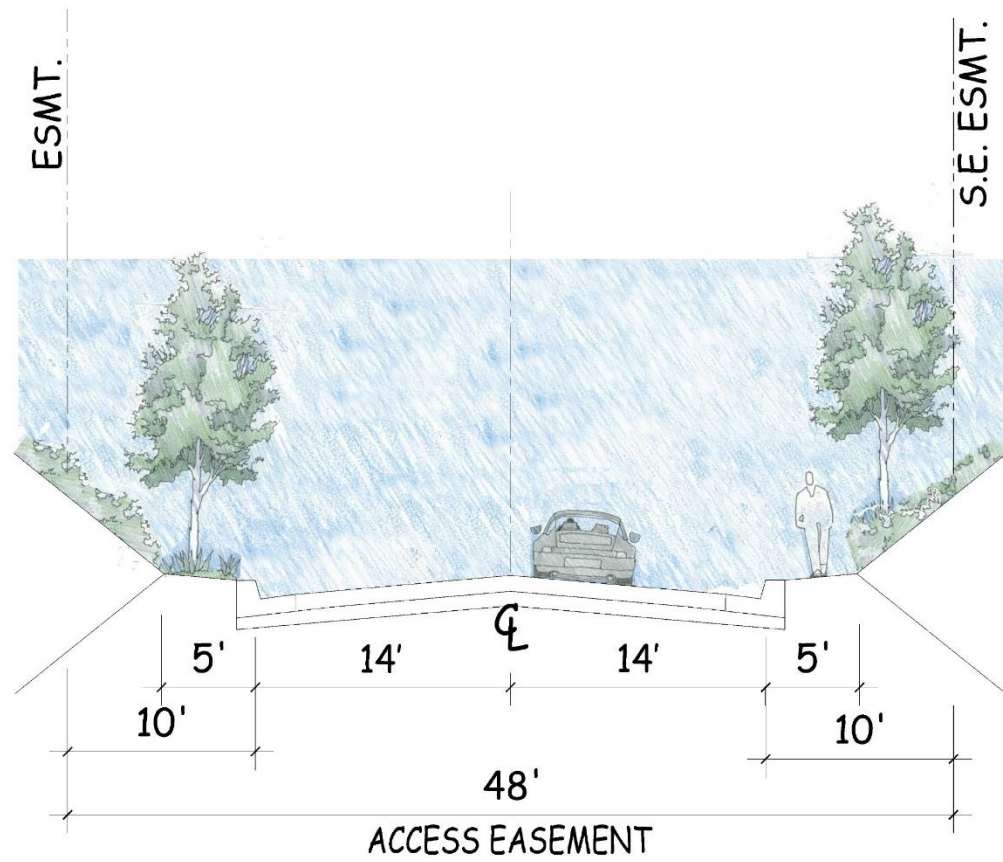 ESMT.
S.E. ESMT.
℄
5' 14' 14' 5'
10' 10'
48'
ACCESS EASEMENT